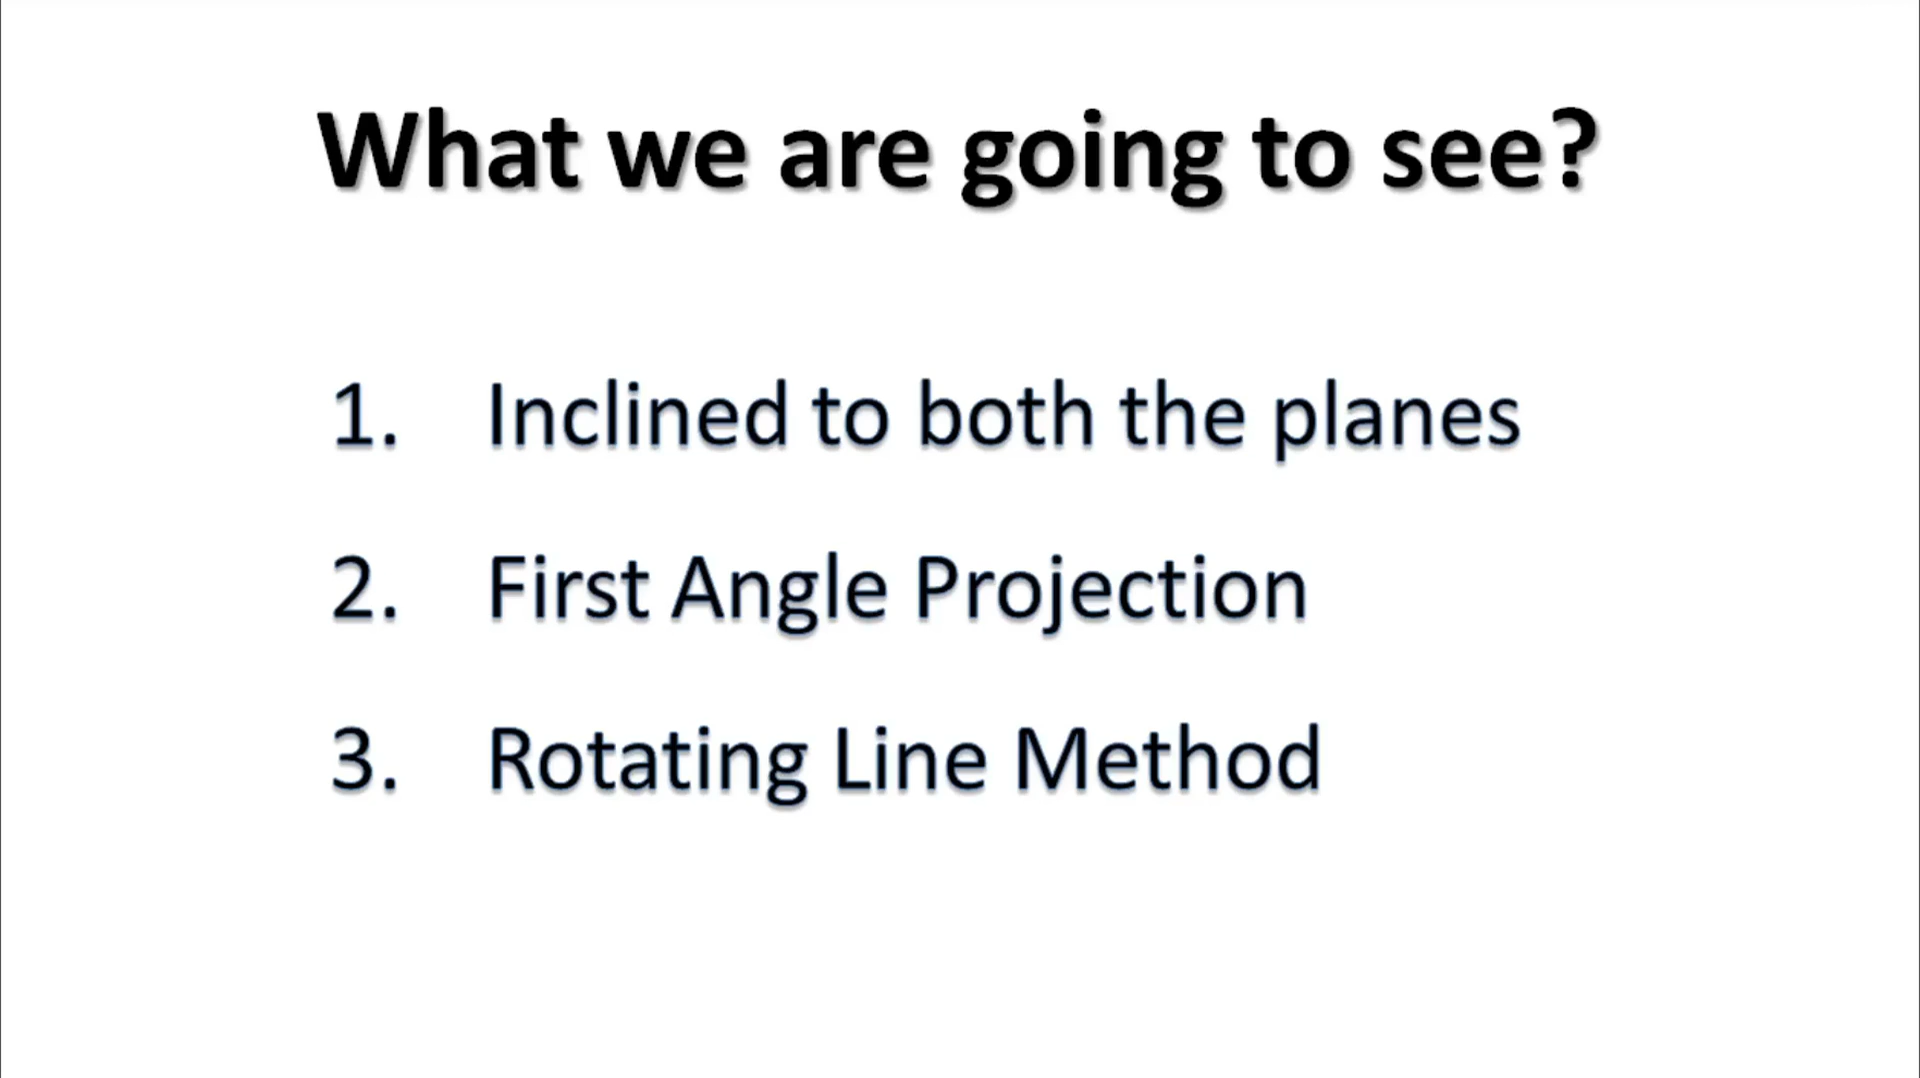 What we are going to see?
1. Inclined to both the planes
2. First Angle Projection
3. Rotating Line Method